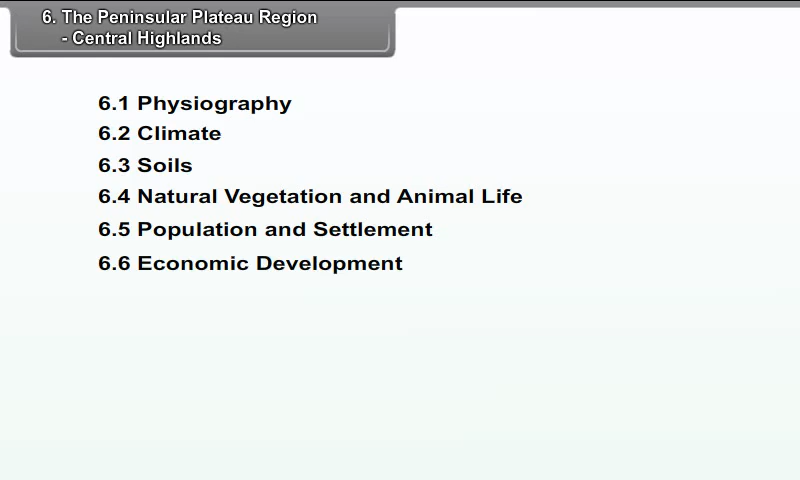 6. The Peninsular Plateau Region
- Central Highlands
6.1 Physiography
6.2 Climate
6.3 Soils
6.4 Natural Vegetation and Animal Life
6.5 Population and Settlement
6.6 Economic Development